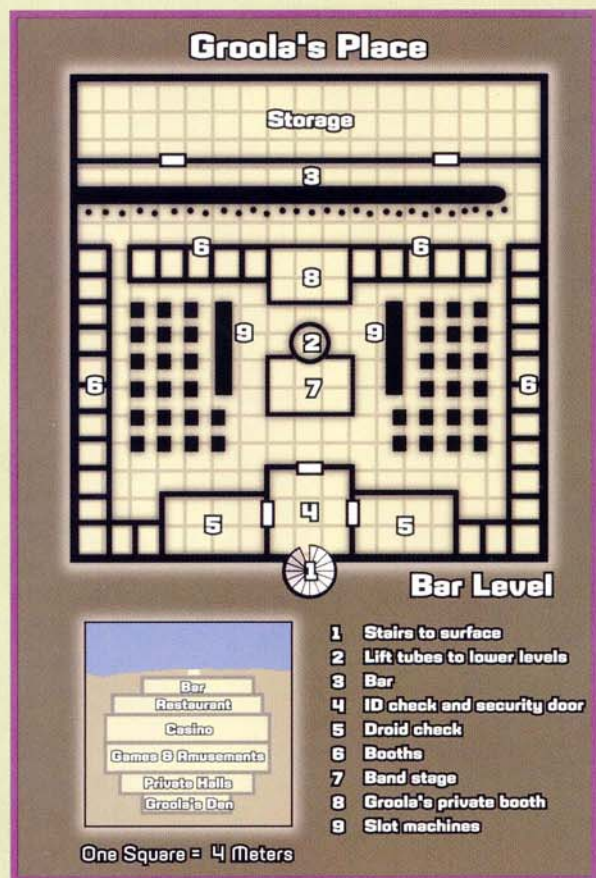 Groola's Place
Storage
3
6 6
8
9 9
2
6 7 6
4
5 5
1
Bar Level
Bar
Restaurant
Casino
Games & Amusements
Private Halls
Groola's Den
One Square = 4 Meters
1 Stairs to surface
2 Lift tubes to lower levels
3 Bar
4 ID check and security door
5 Droid check
6 Booths
7 Band stage
8 Groola's private booth
9 Slot machines